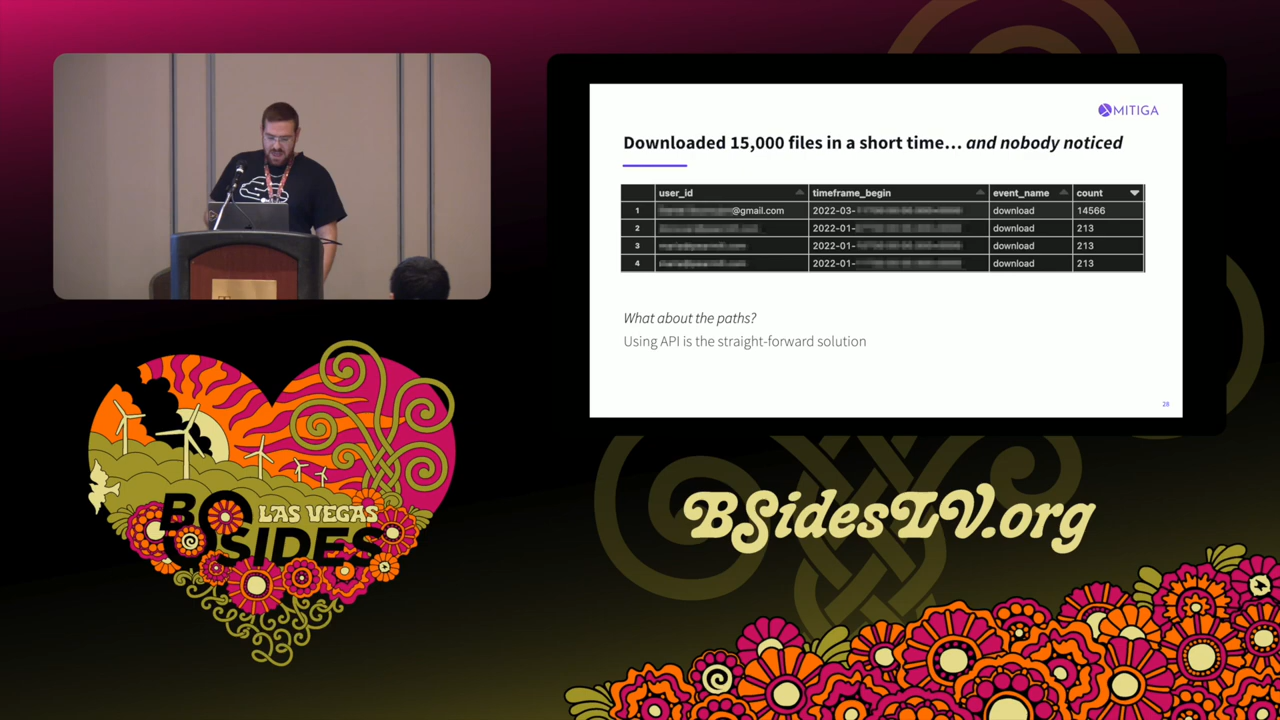 MITIGA
Downloaded 15,000 files in a short time... and nobody noticed
user_id timeframe_begin event_name count
1 @gmail.com 2022-03- download 14566
2 2022-01- download 213
3 2022-01- download 213
4 2022-01- download 213
What about the paths?
Using API is the straight-forward solution
28
LAS VEGAS
BSIDES
BSidesLV.org